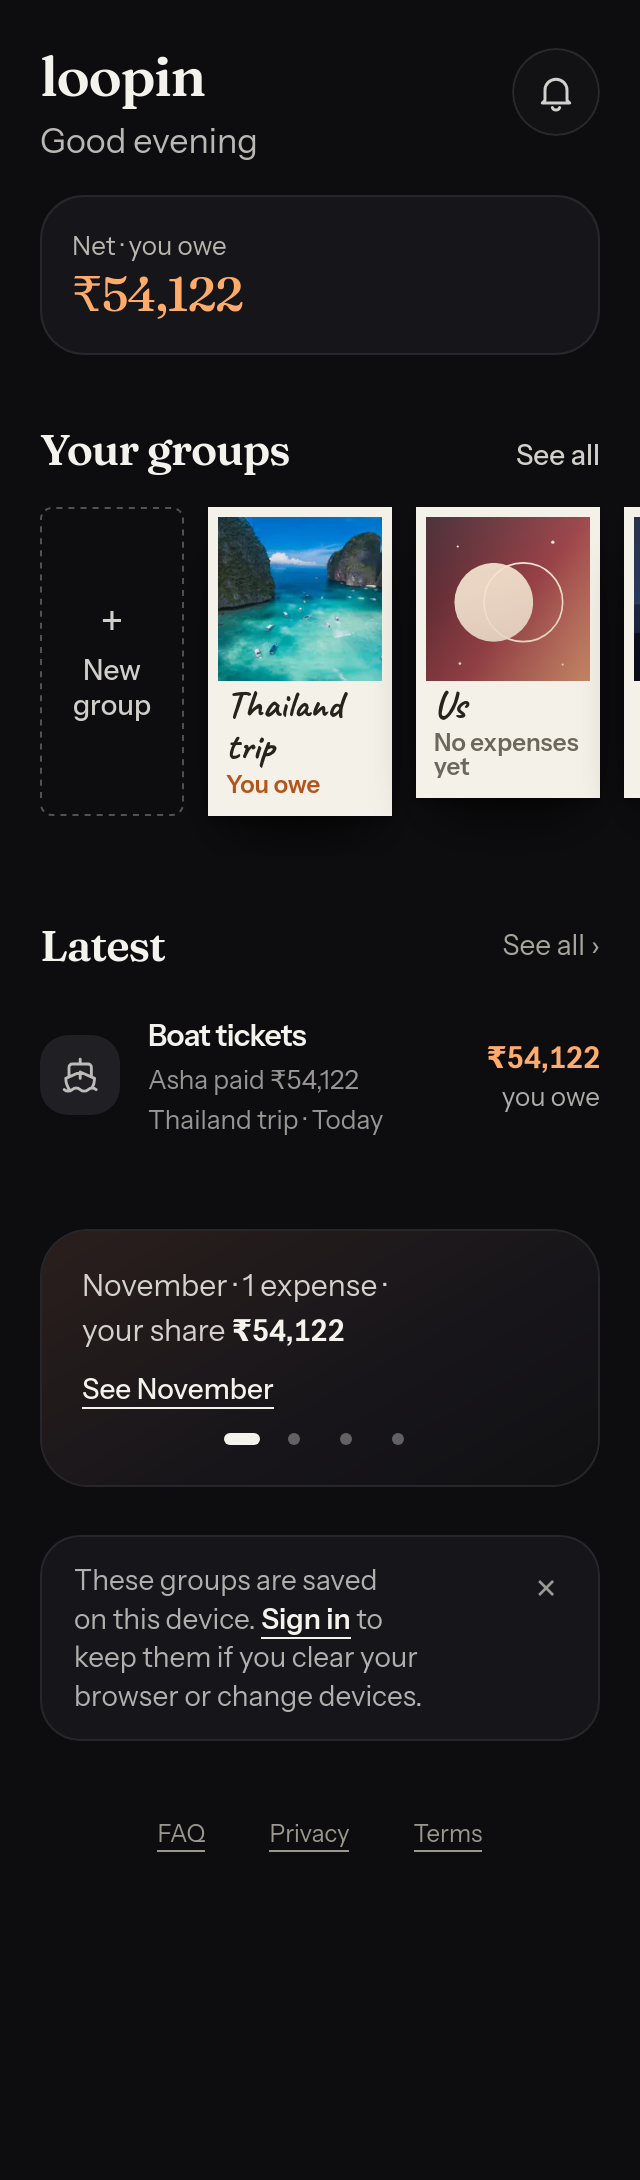 loopin
Good evening
Net · you owe
₹54,122
Your groups
See all
+
New
group
Thailand
trip
You owe
Us
No expenses
yet
Latest
See all ›
Boat tickets
Asha paid ₹54,122
Thailand trip · Today
₹54,122
you owe
November · 1 expense ·
your share ₹54,122
See November
These groups are saved
on this device. Sign in to
keep them if you clear your
browser or change devices.
×
FAQ
Privacy
Terms